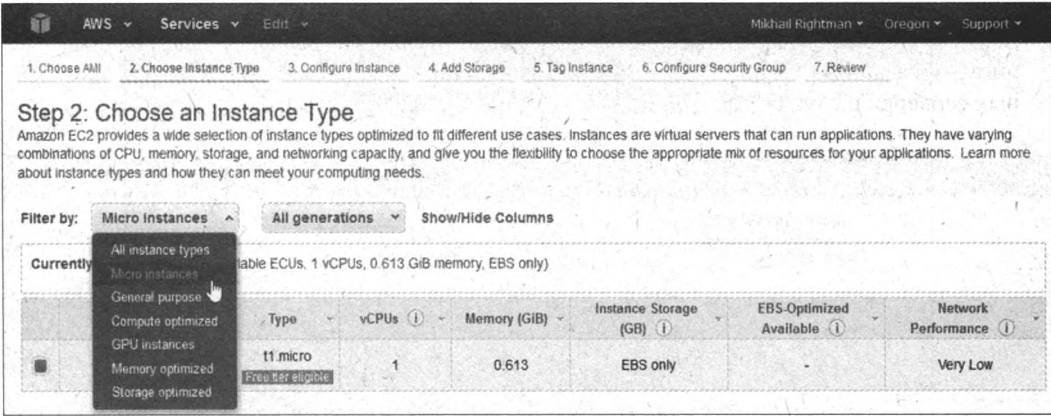 AWS Services Edit Mikhail Rightman Oregon Support
1. Choose AMI 2. Choose Instance Type 3. Configure Instance 4. Add Storage 5. Tag Instance 6. Configure Security Group 7. Review
Step 2: Choose an Instance Type
Amazon EC2 provides a wide selection of instance types optimized to fit different use cases. Instances are virtual servers that can run applications. They have varying
combinations of CPU, memory, storage, and networking capacity, and give you the flexibility to choose the appropriate mix of resources for your applications. Learn more
about instance types and how they can meet your computing needs.
Filter by: Micro instances All generations Show/Hide Columns
All instance types
Micro instances
General purpose
Compute optimized
GPU instances
Memory optimized
Storage optimized
Currently iable ECUs, 1 vCPUs, 0.613 GiB memory, EBS only)
Type vCPUs Memory (GiB) Instance Storage (GB) EBS-Optimized Available Network Performance
t1.micro 1 0.613 EBS only - Very Low
Free tier eligible